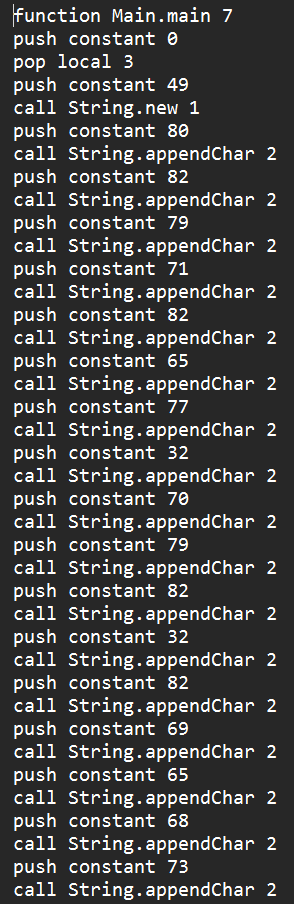 function Main.main 7
push constant 0
pop local 3
push constant 49
call String.new 1
push constant 80
call String.appendChar 2
push constant 82
call String.appendChar 2
push constant 79
call String.appendChar 2
push constant 71
call String.appendChar 2
push constant 82
call String.appendChar 2
push constant 65
call String.appendChar 2
push constant 77
call String.appendChar 2
push constant 32
call String.appendChar 2
push constant 70
call String.appendChar 2
push constant 79
call String.appendChar 2
push constant 82
call String.appendChar 2
push constant 32
call String.appendChar 2
push constant 82
call String.appendChar 2
push constant 69
call String.appendChar 2
push constant 65
call String.appendChar 2
push constant 68
call String.appendChar 2
push constant 73
call String.appendChar 2